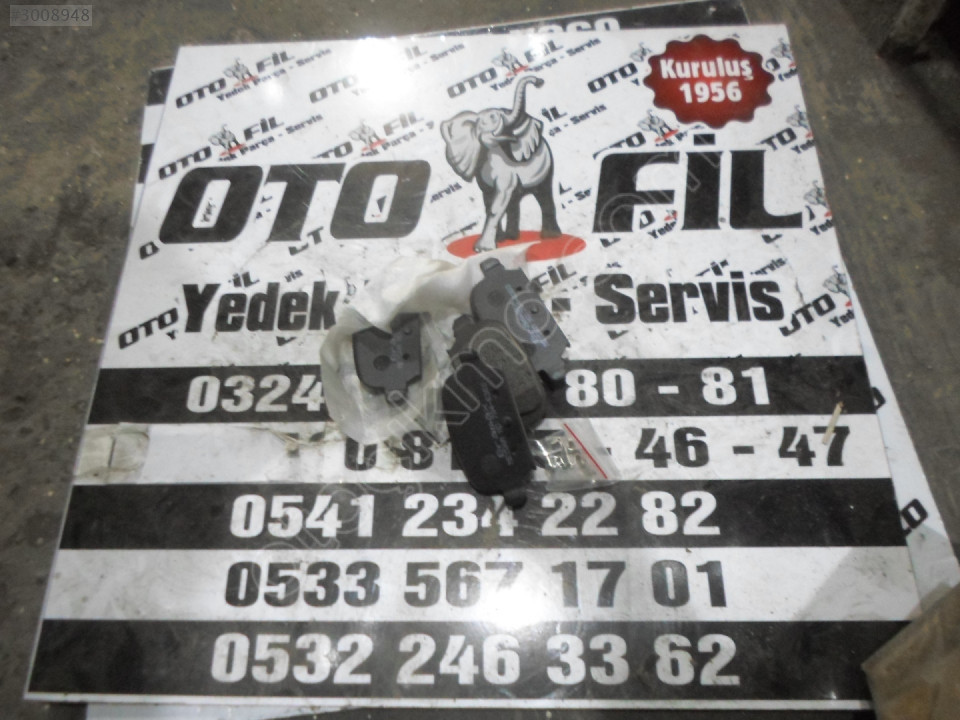 #3008948
Kuruluş
1956
OTO FİL
Yedek Servis
0324 80 - 81
- 46 - 47
0541 234 22 82
0533 567 17 01
0532 246 33 62